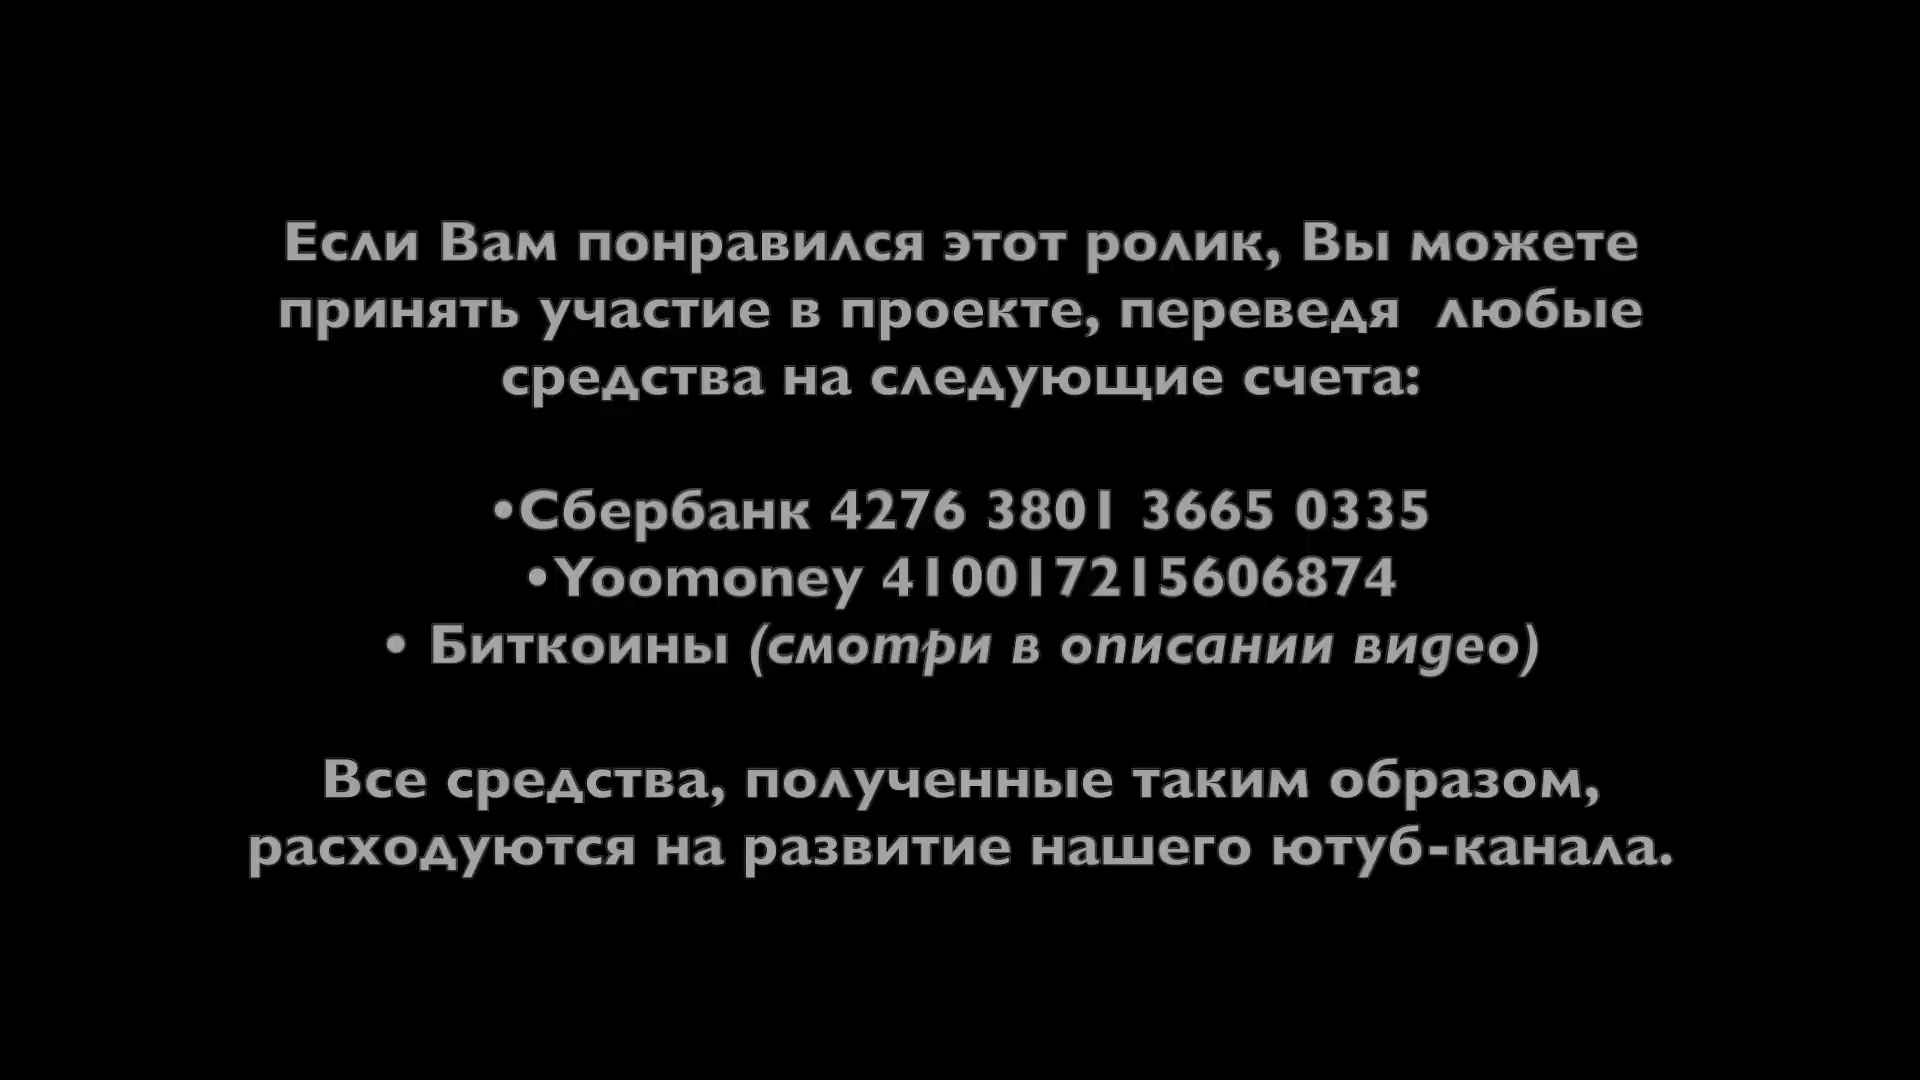 Если Вам понравился этот ролик, Вы можете
принять участие в проекте, переведя  любые
средства на следующие счета:
•Сбербанк 4276 3801 3665 0335
•Yoomoney 410017215606874
• Биткоины (смотри в описании видео)
Все средства, полученные таким образом,
расходуются на развитие нашего ютуб-канала.